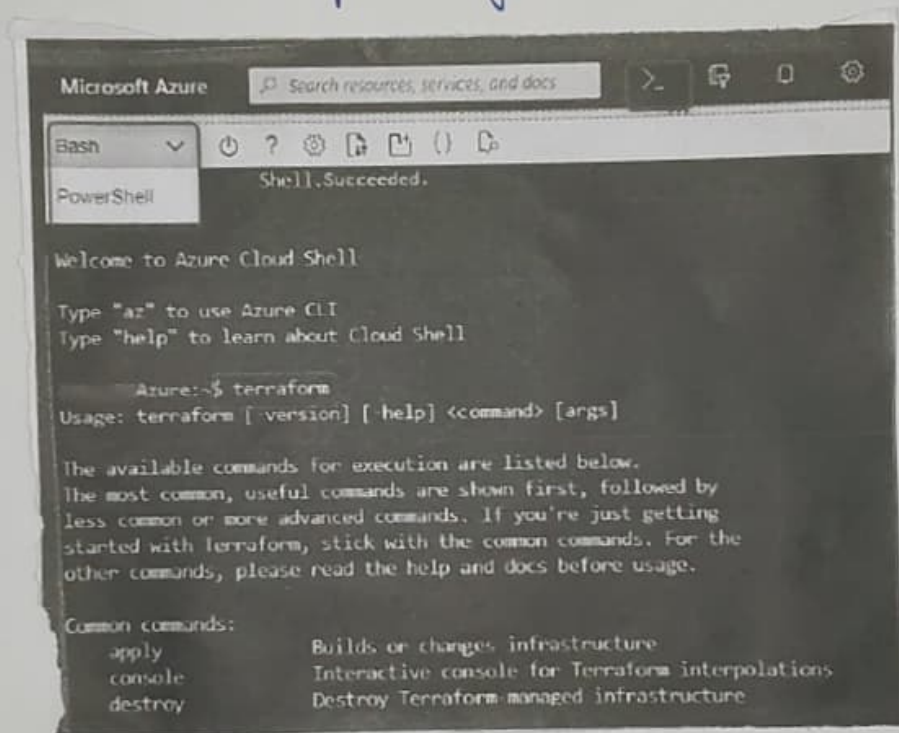 Microsoft Azure
Search resources, services, and docs
Bash
PowerShell
Shell.Succeeded.
Welcome to Azure Cloud Shell
Type "az" to use Azure CLI
Type "help" to learn about Cloud Shell
Azure:~$ terraform
Usage: terraform [-version] [-help] <command> [args]
The available commands for execution are listed below.
The most common, useful commands are shown first, followed by
less common or more advanced commands. If you're just getting
started with Terraform, stick with the common commands. For the
other commands, please read the help and docs before usage.
Common commands:
apply Builds or changes infrastructure
console Interactive console for Terraform interpolations
destroy Destroy Terraform-managed infrastructure